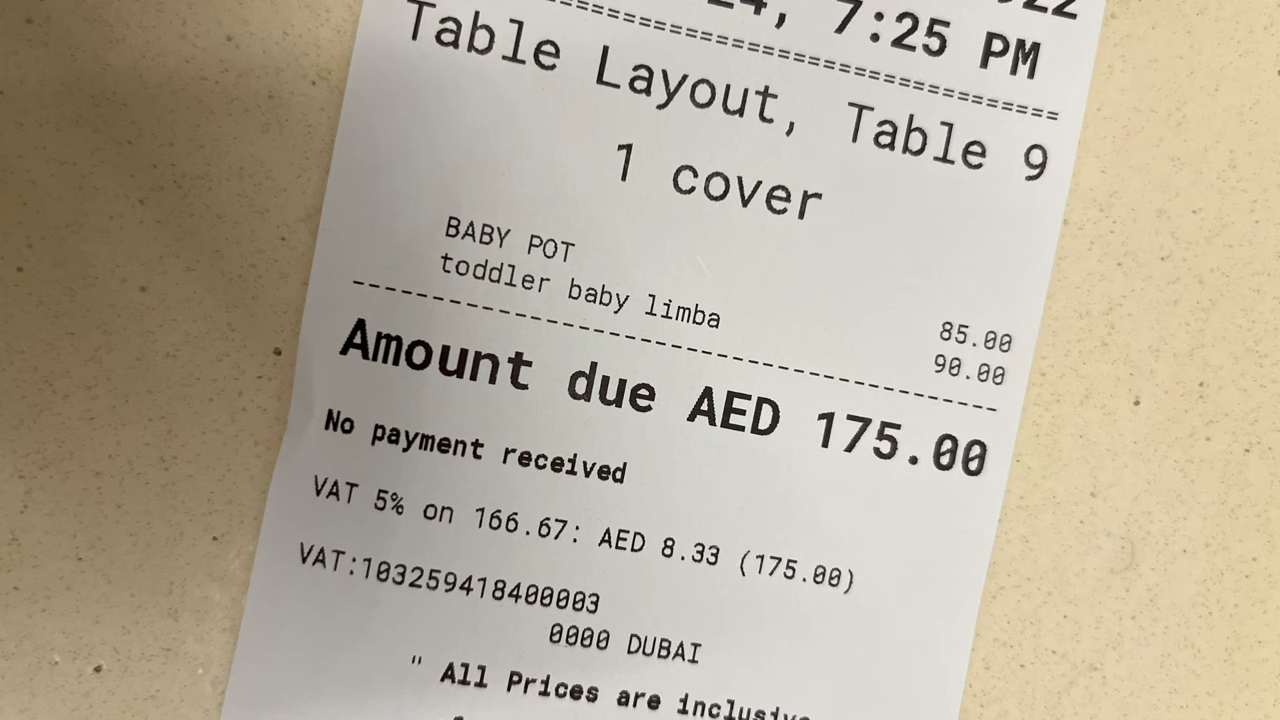 7:25 PM
Table Layout, Table 9
1 cover
BABY POT 85.00
toddler baby limba 90.00
Amount due AED 175.00
No payment received
VAT 5% on 166.67: AED 8.33 (175.00)
VAT:103259418400003
0000 DUBAI
" All Prices are